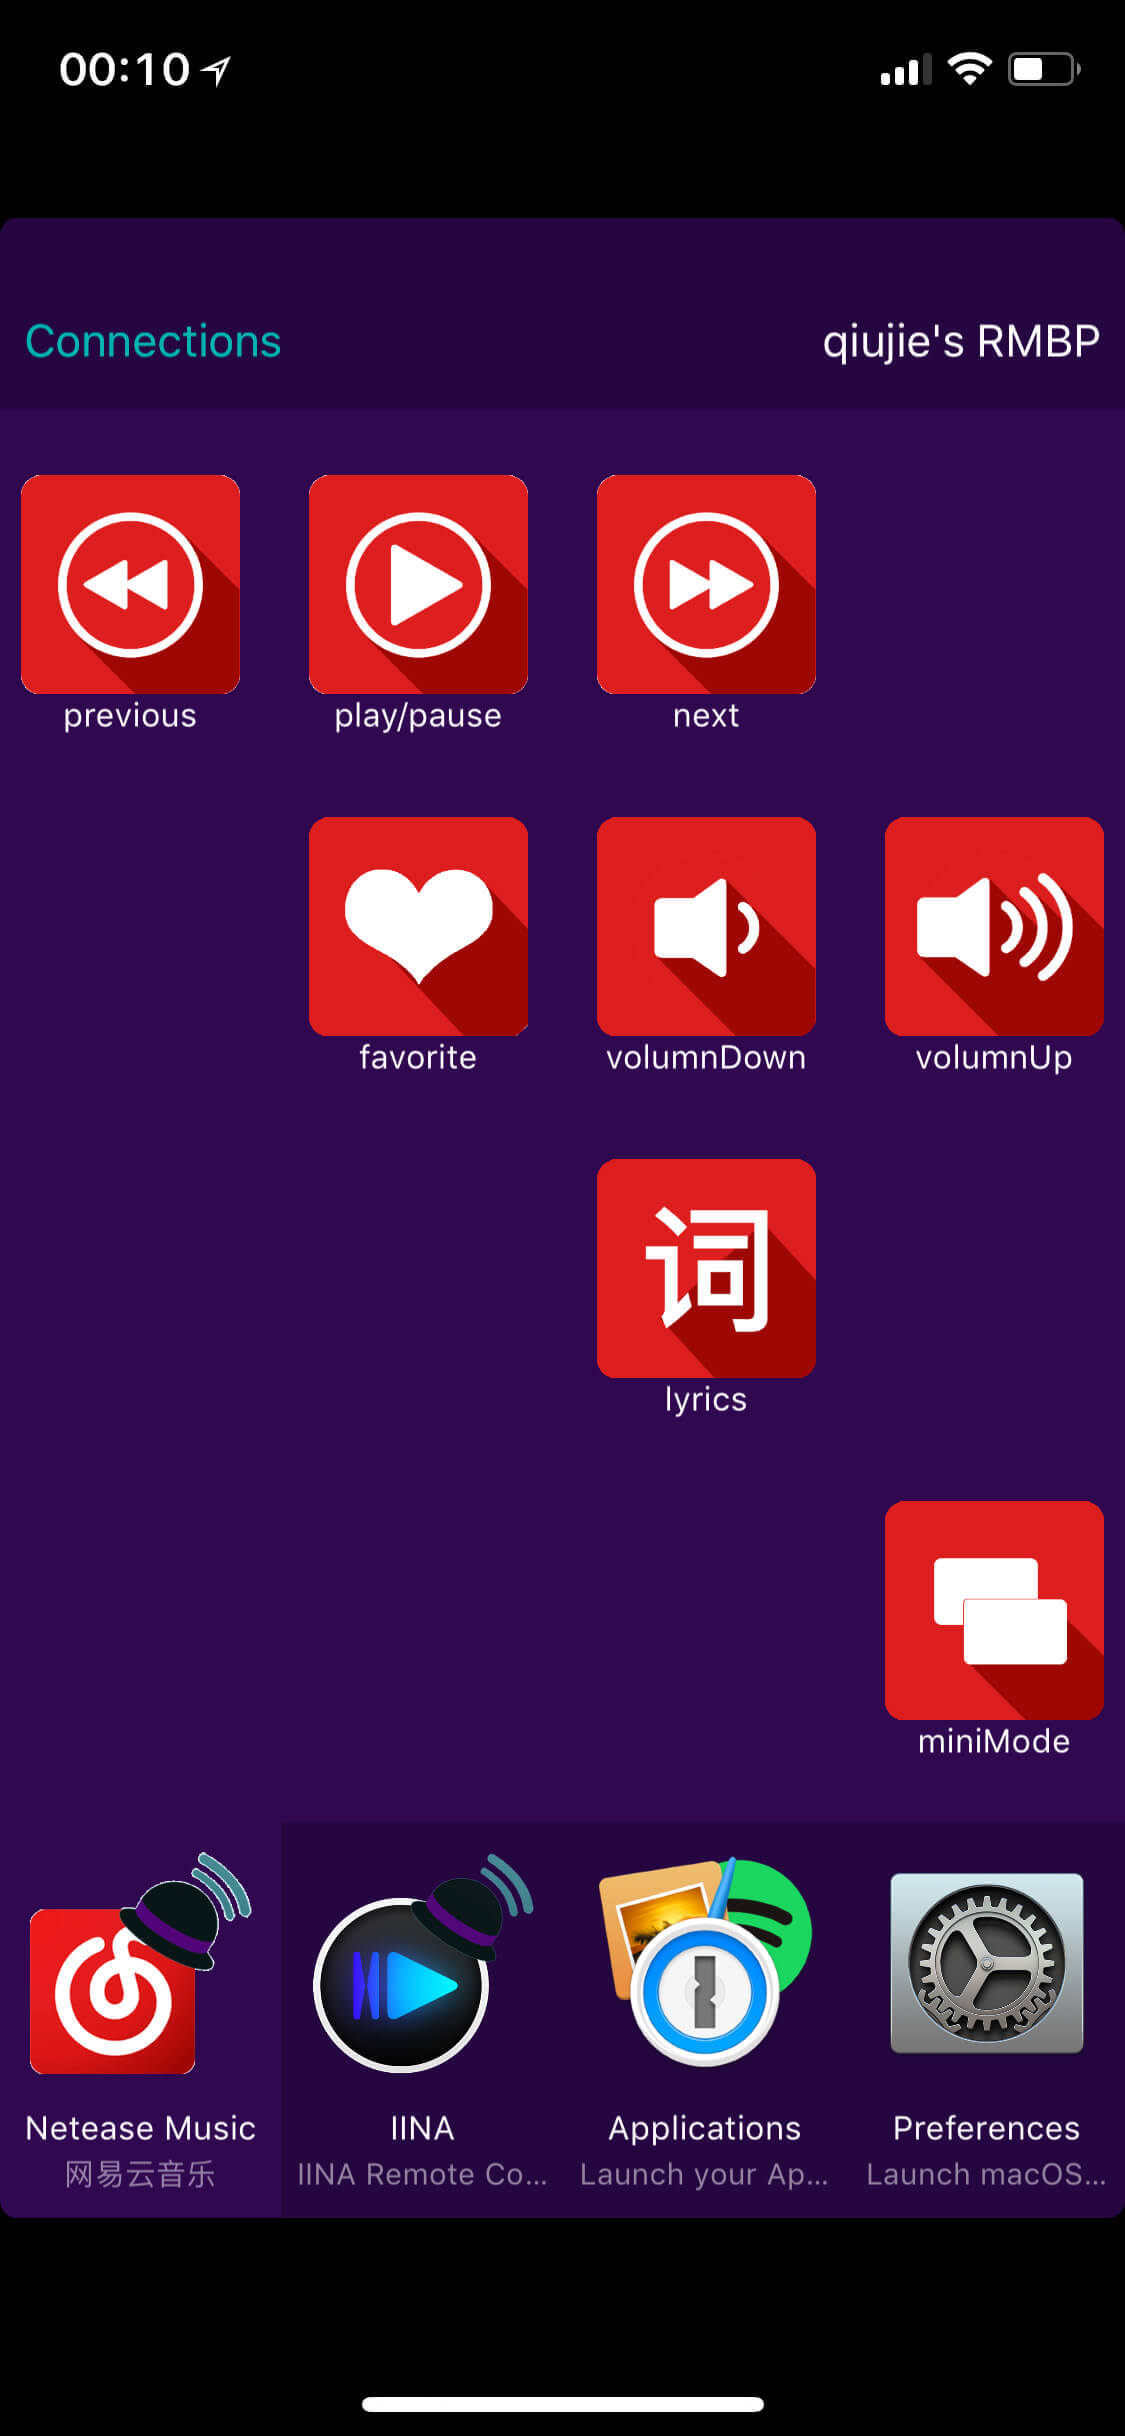 00:10
Connections
qiujie's RMBP
previous
play/pause
next
favorite
volumnDown
volumnUp
词
lyrics
miniMode
Netease Music
网易云音乐
IINA
IINA Remote Co...
Applications
Launch your Ap...
Preferences
Launch macOS...